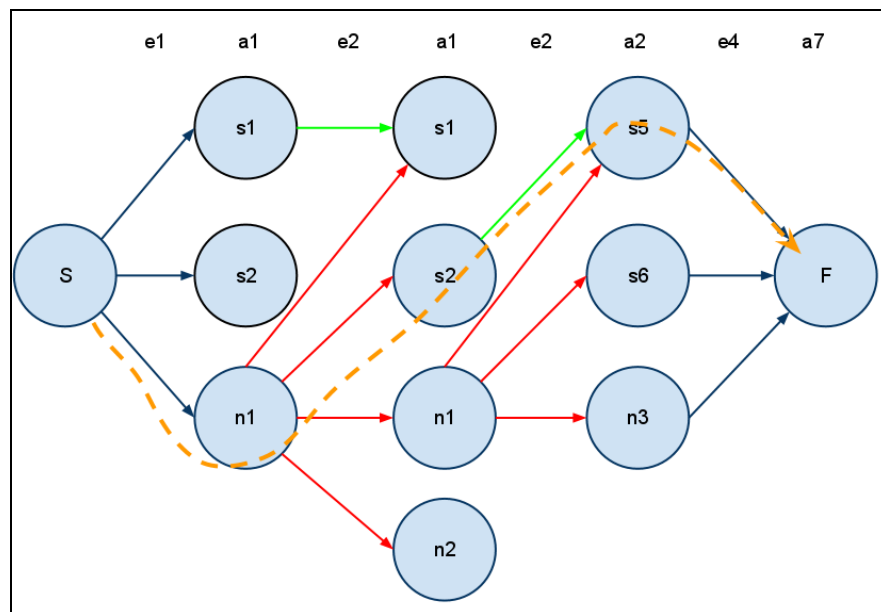 e1 a1 e2 a1 e2 a2 e4 a7
s1 s1 s5
S s2 s2 s6 F
n1 n1 n3
n2